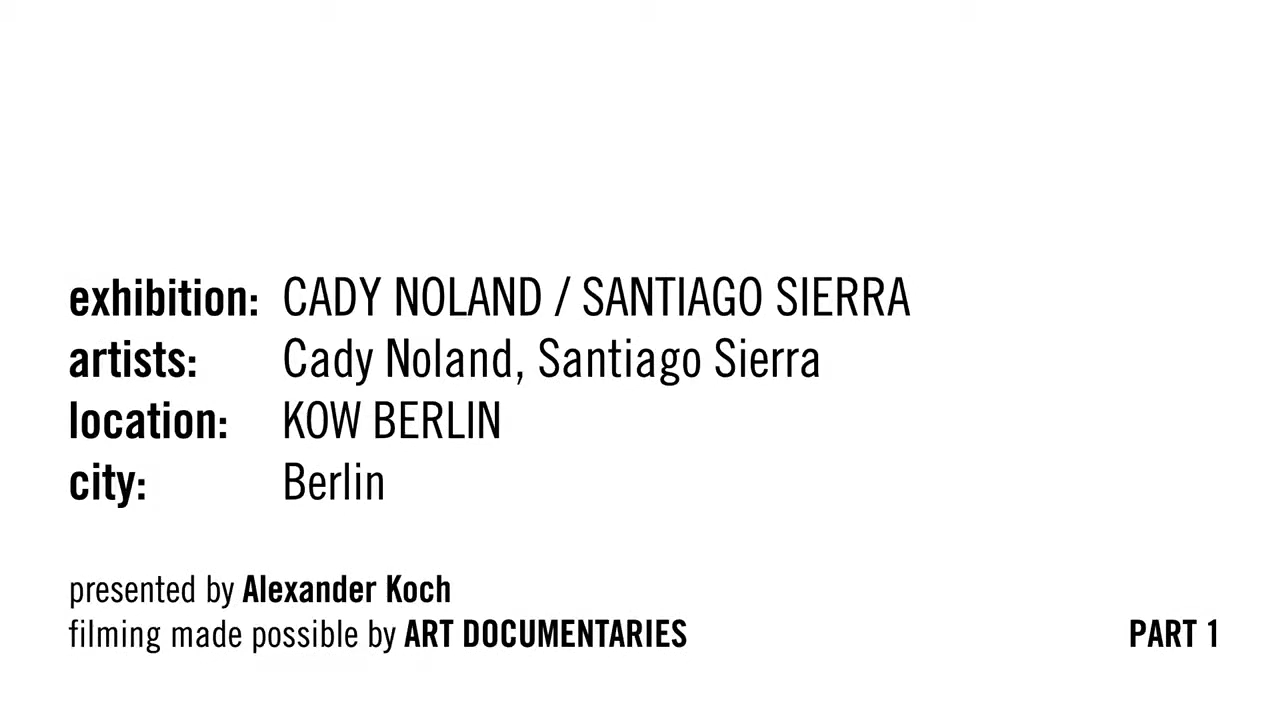 exhibition: CADY NOLAND / SANTIAGO SIERRA
artists: Cady Noland, Santiago Sierra
location: KOW BERLIN
city: Berlin
presented by Alexander Koch
filming made possible by ART DOCUMENTARIES
PART 1